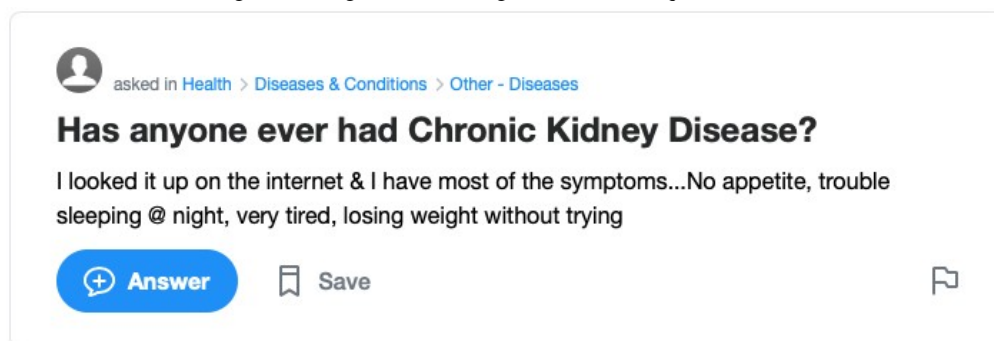 asked in Health > Diseases & Conditions > Other - Diseases
Has anyone ever had Chronic Kidney Disease?
I looked it up on the internet & I have most of the symptoms...No appetite, trouble
sleeping @ night, very tired, losing weight without trying
Answer Save